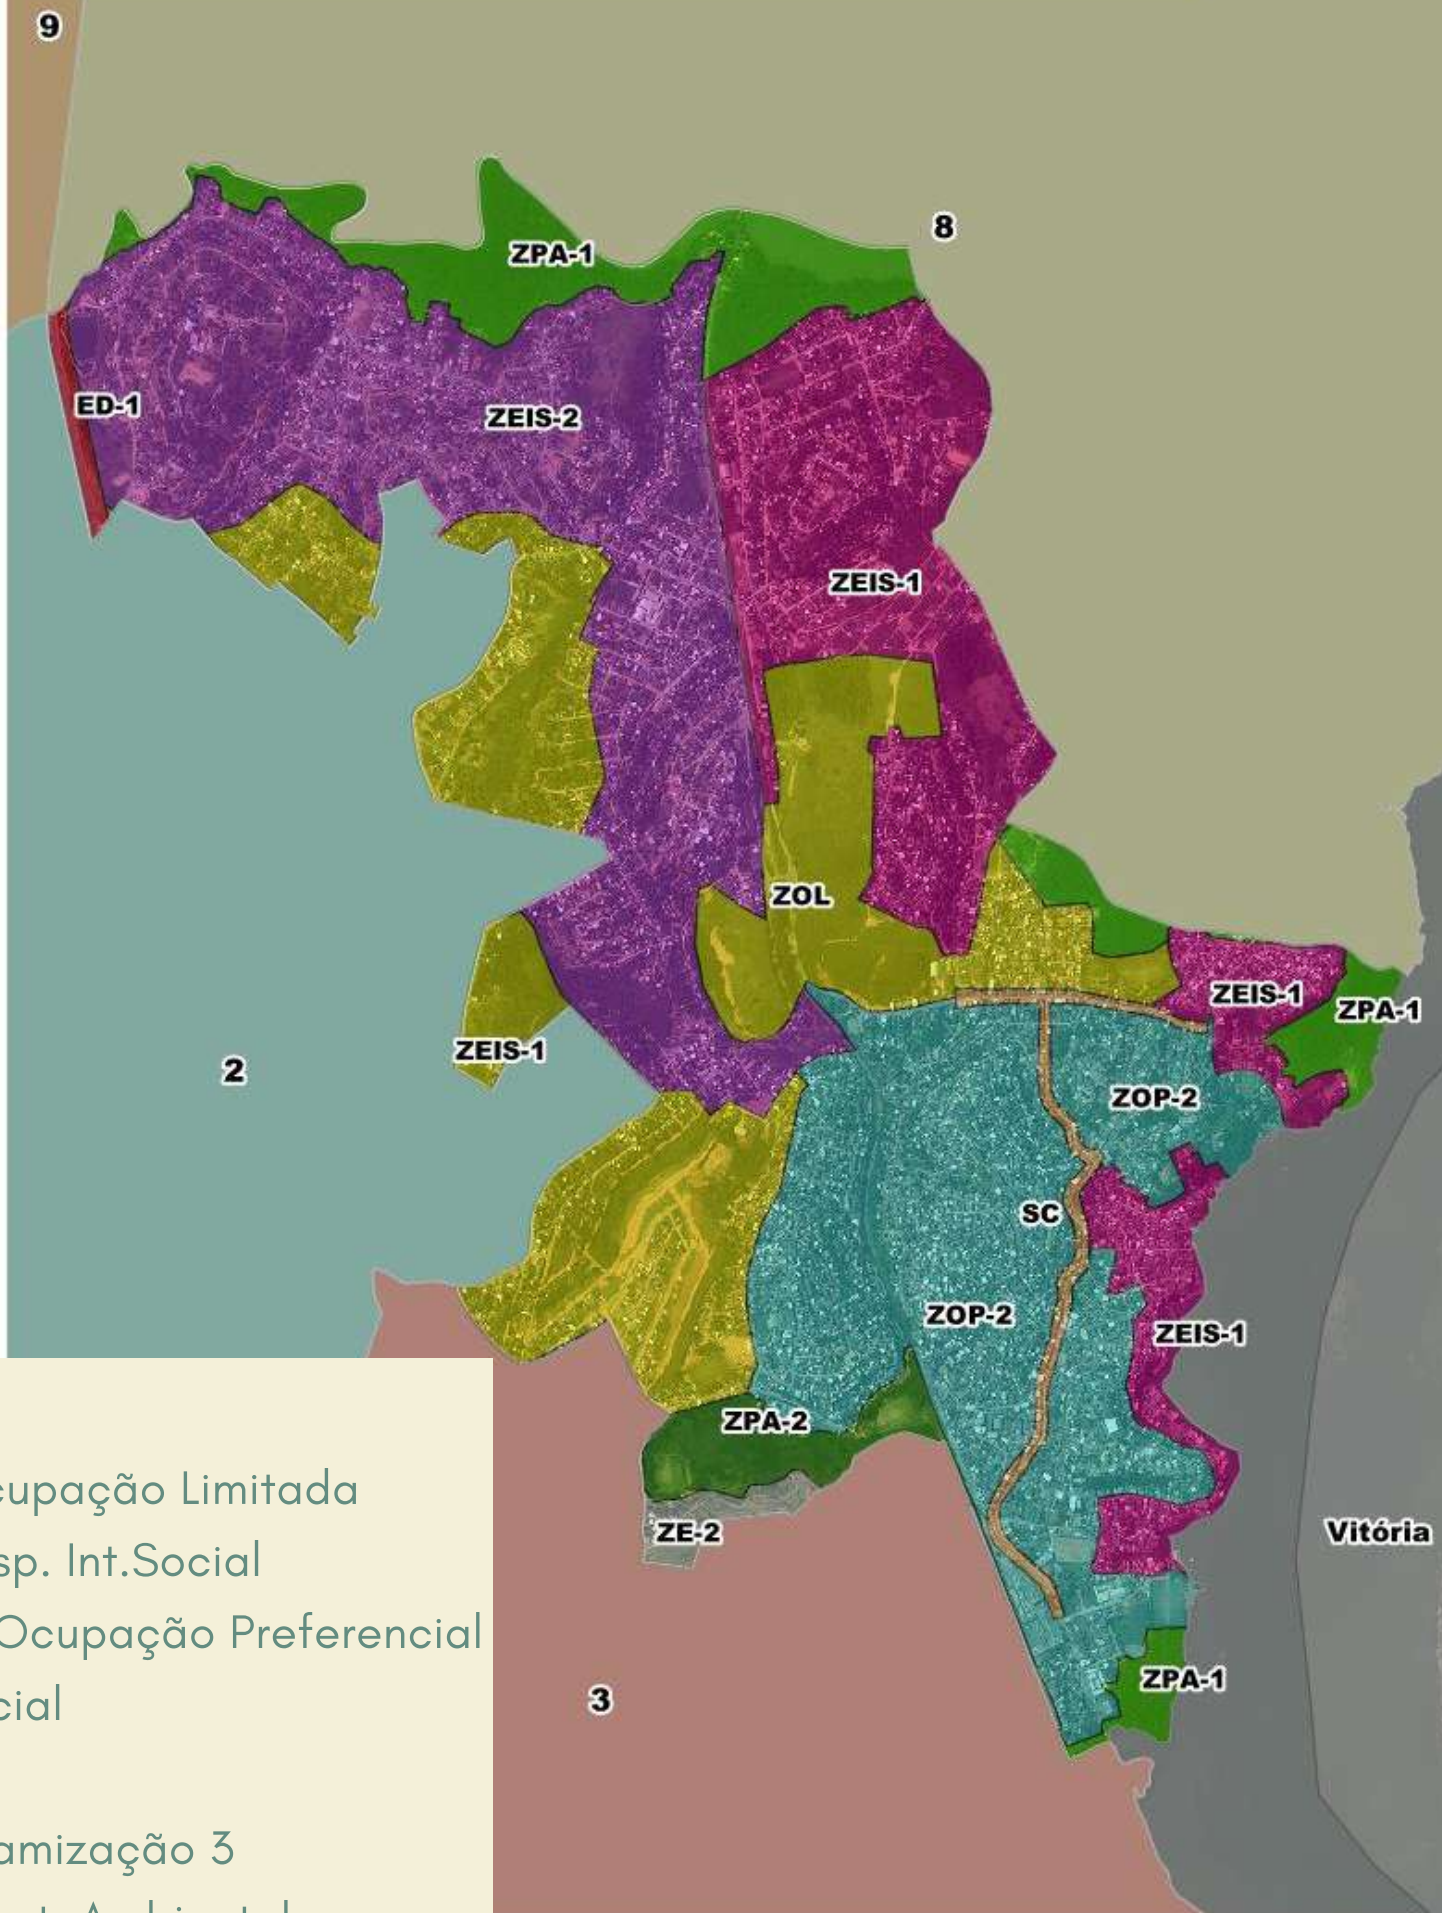 9
8
ZPA-1
ED-1
ZEIS-2
ZEIS-1
ZOL
ZEIS-1
ZPA-1
ZEIS-1
2
ZOP-2
SC
ZOP-2
ZEIS-1
ZPA-2
ZE-2
Vitória
cupação Limitada
sp. Int.Social
Ocupação Preferencial
3
ZPA-1
cial
amização 3